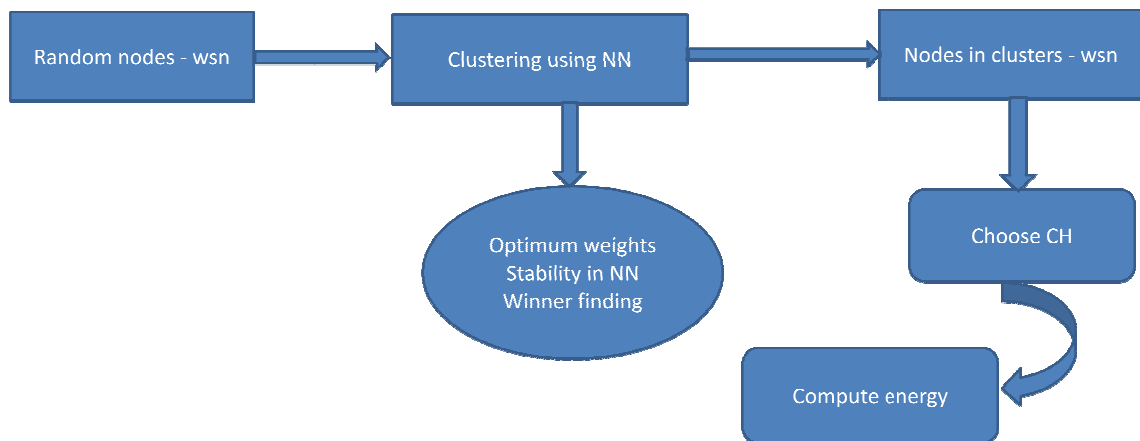 Random nodes - wsn
Clustering using NN
Nodes in clusters - wsn
Optimum weights
Stability in NN
Winner finding
Choose CH
Compute energy